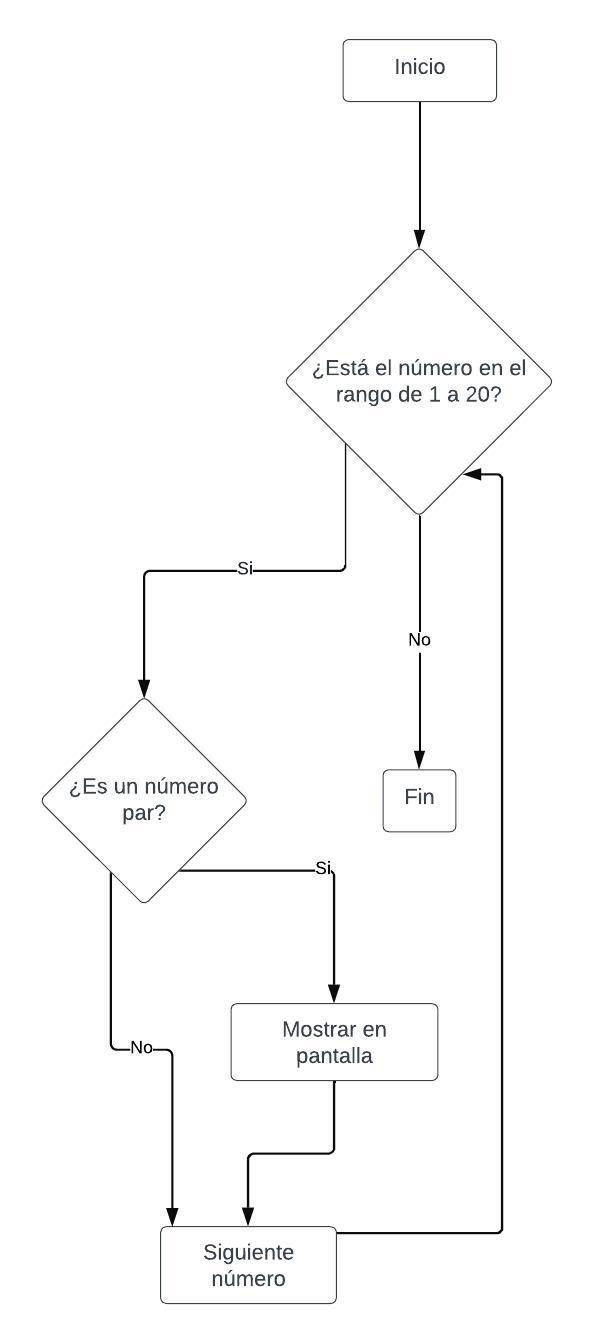 Inicio
¿Está el número en el
rango de 1 a 20?
Si
No
¿Es un número
par?
Fin
Si
Mostrar en
pantalla
No
Siguiente
número